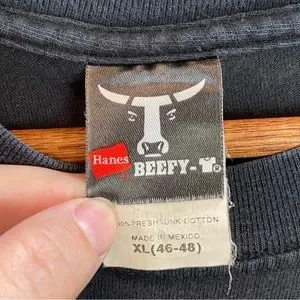 Hanes
BEEFY-T®
100% PRESHRUNK COTTON
MADE IN MEXICO
XL (46-48)